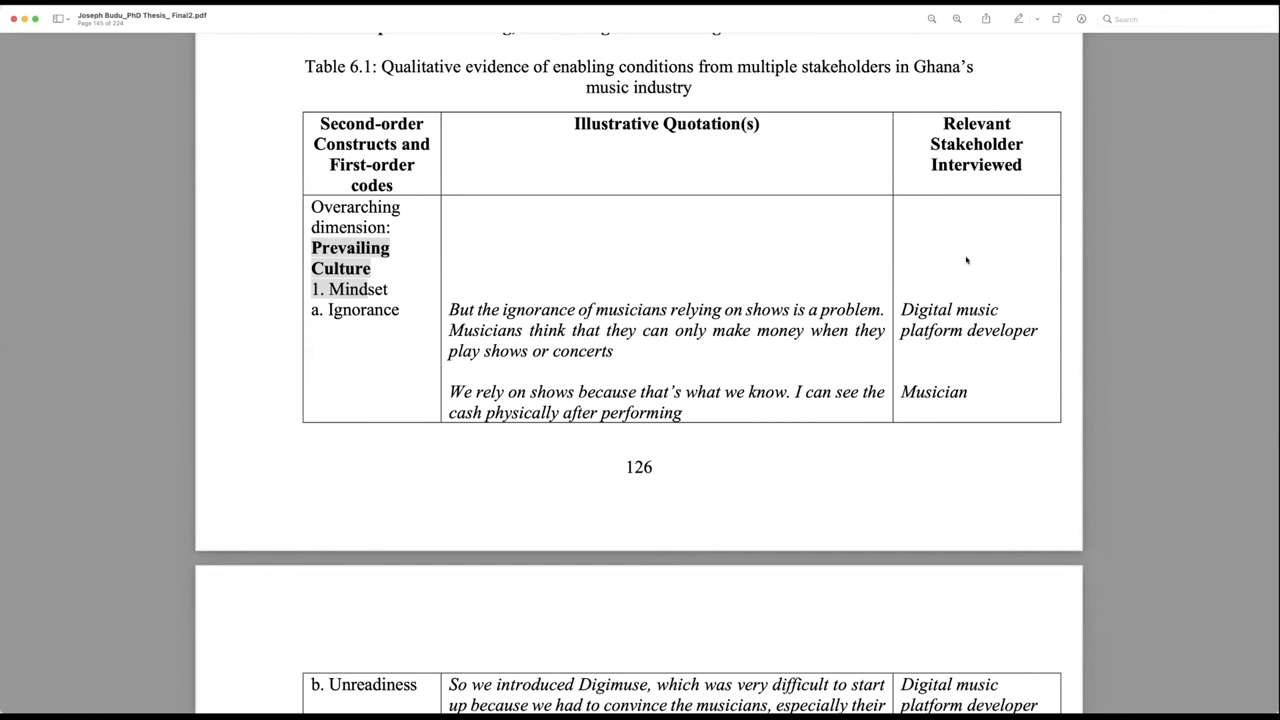 Joseph Budu_PhD Thesis_ Final2.pdf
Page 145 of 224
Search
Table 6.1: Qualitative evidence of enabling conditions from multiple stakeholders in Ghana's
music industry
Second-order
Constructs and
First-order
codes
Illustrative Quotation(s)
Relevant
Stakeholder
Interviewed
Overarching
dimension:
Prevailing
Culture
1. Mindset
a. Ignorance
But the ignorance of musicians relying on shows is a problem.
Musicians think that they can only make money when they
play shows or concerts
Digital music
platform developer
We rely on shows because that's what we know. I can see the
cash physically after performing
Musician
126
b. Unreadiness
So we introduced Digimuse, which was very difficult to start
up because we had to convince the musicians, especially their
Digital music
platform developer